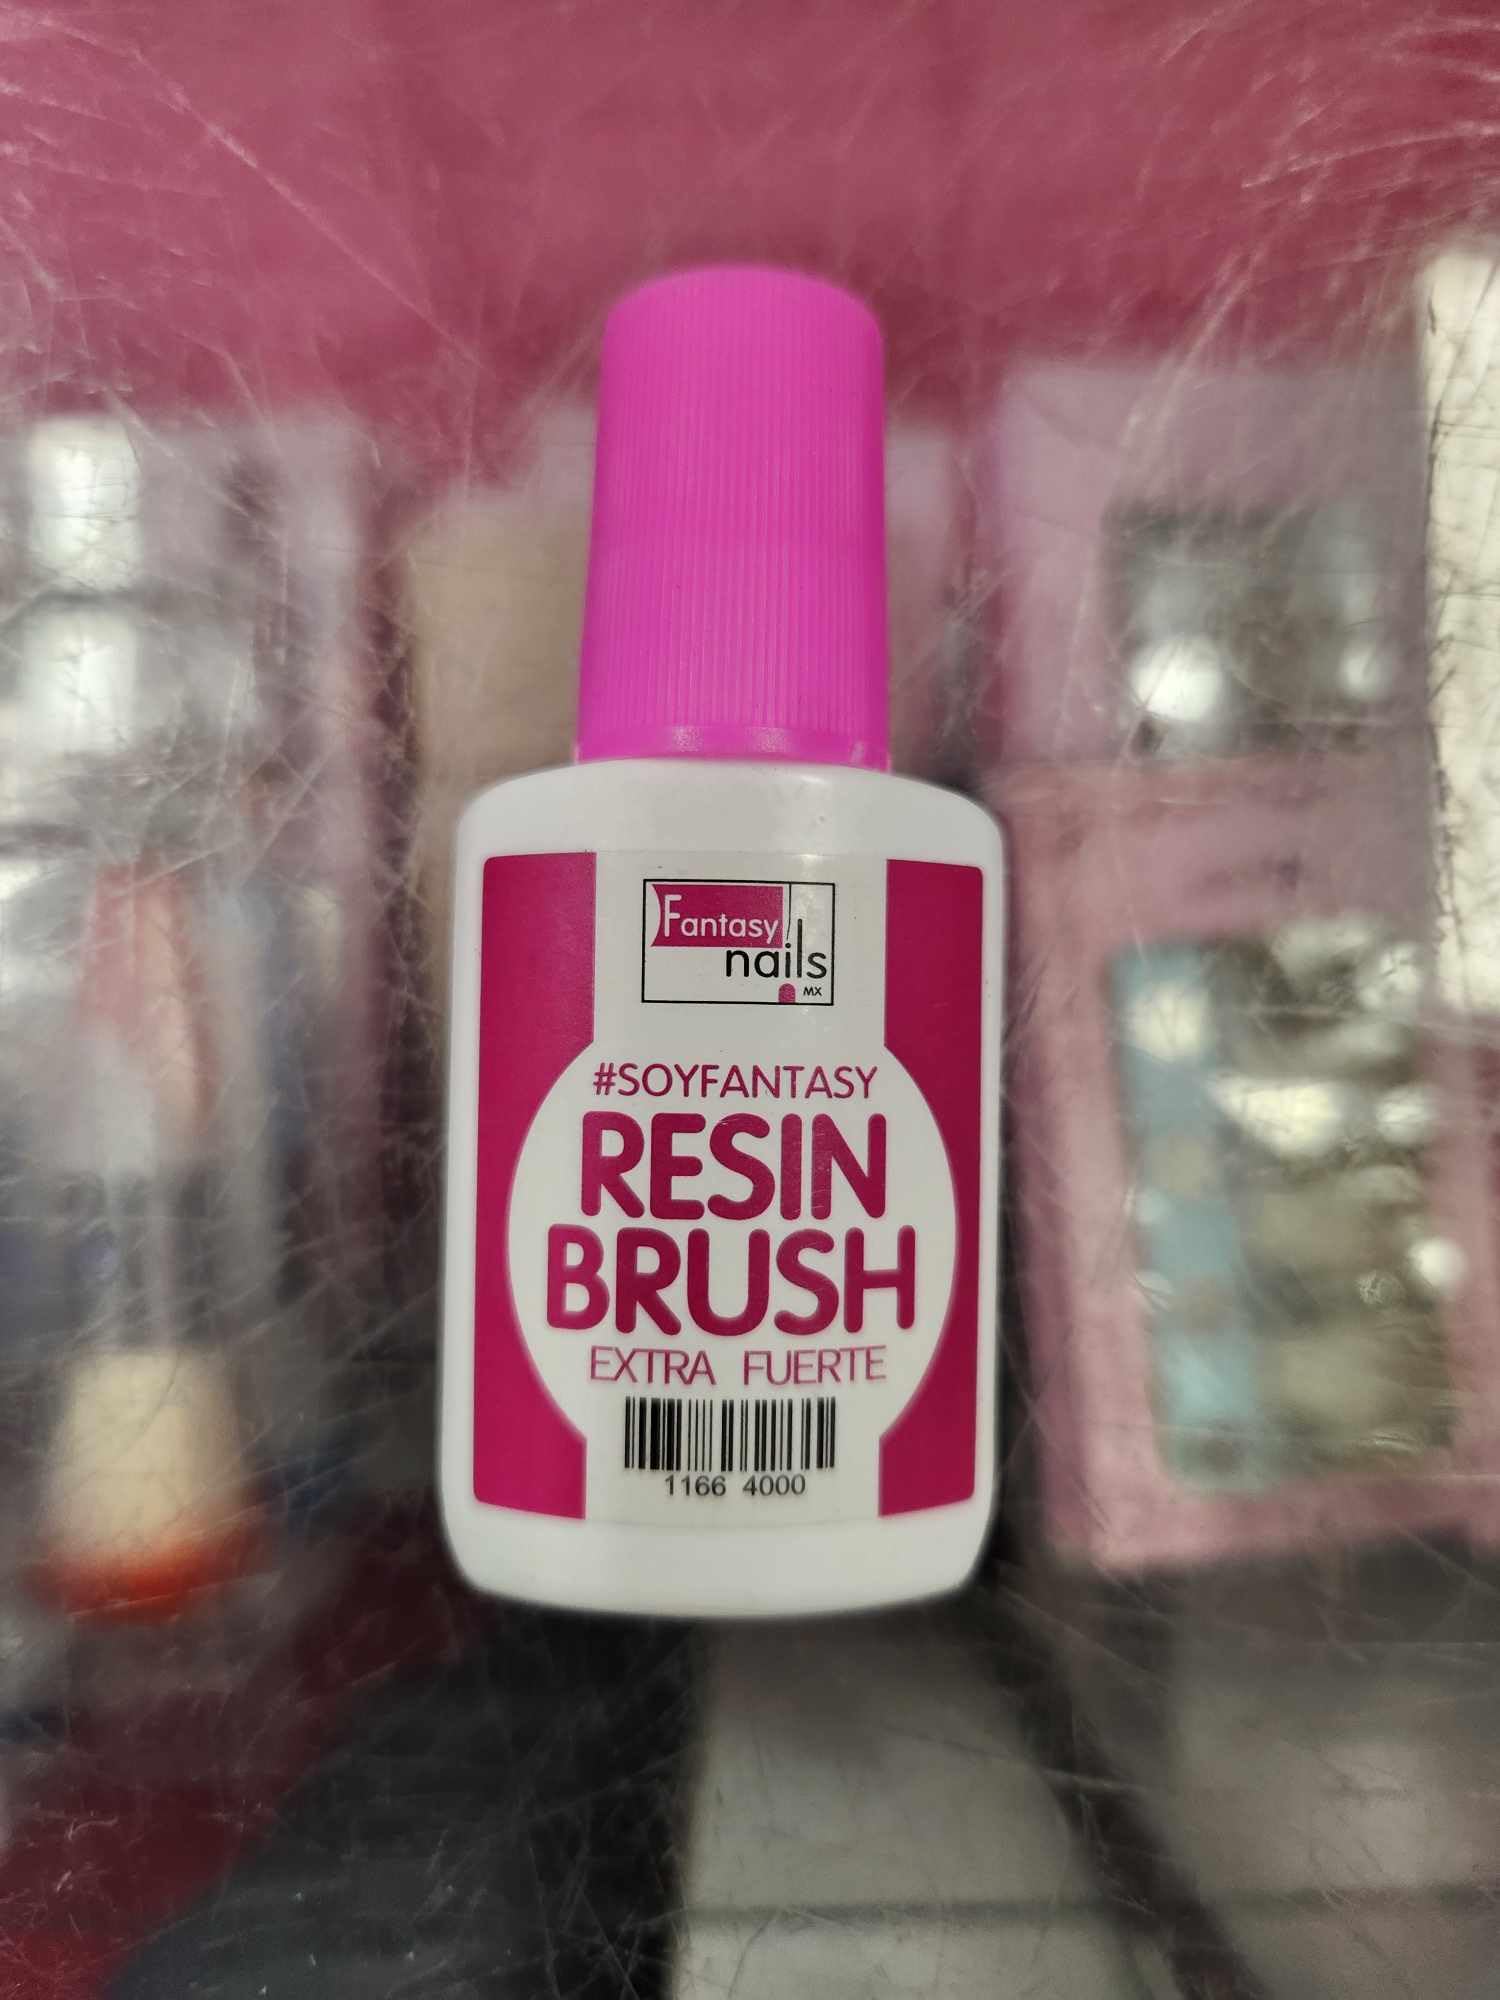 Fantasy
nails
MX
#SOYFANTASY
RESIN
BRUSH
EXTRA FUERTE
1166 4000